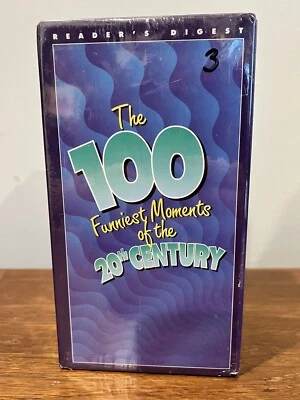 READER'S DIGEST
3
The
100
Funniest Moments
of the
20TH CENTURY